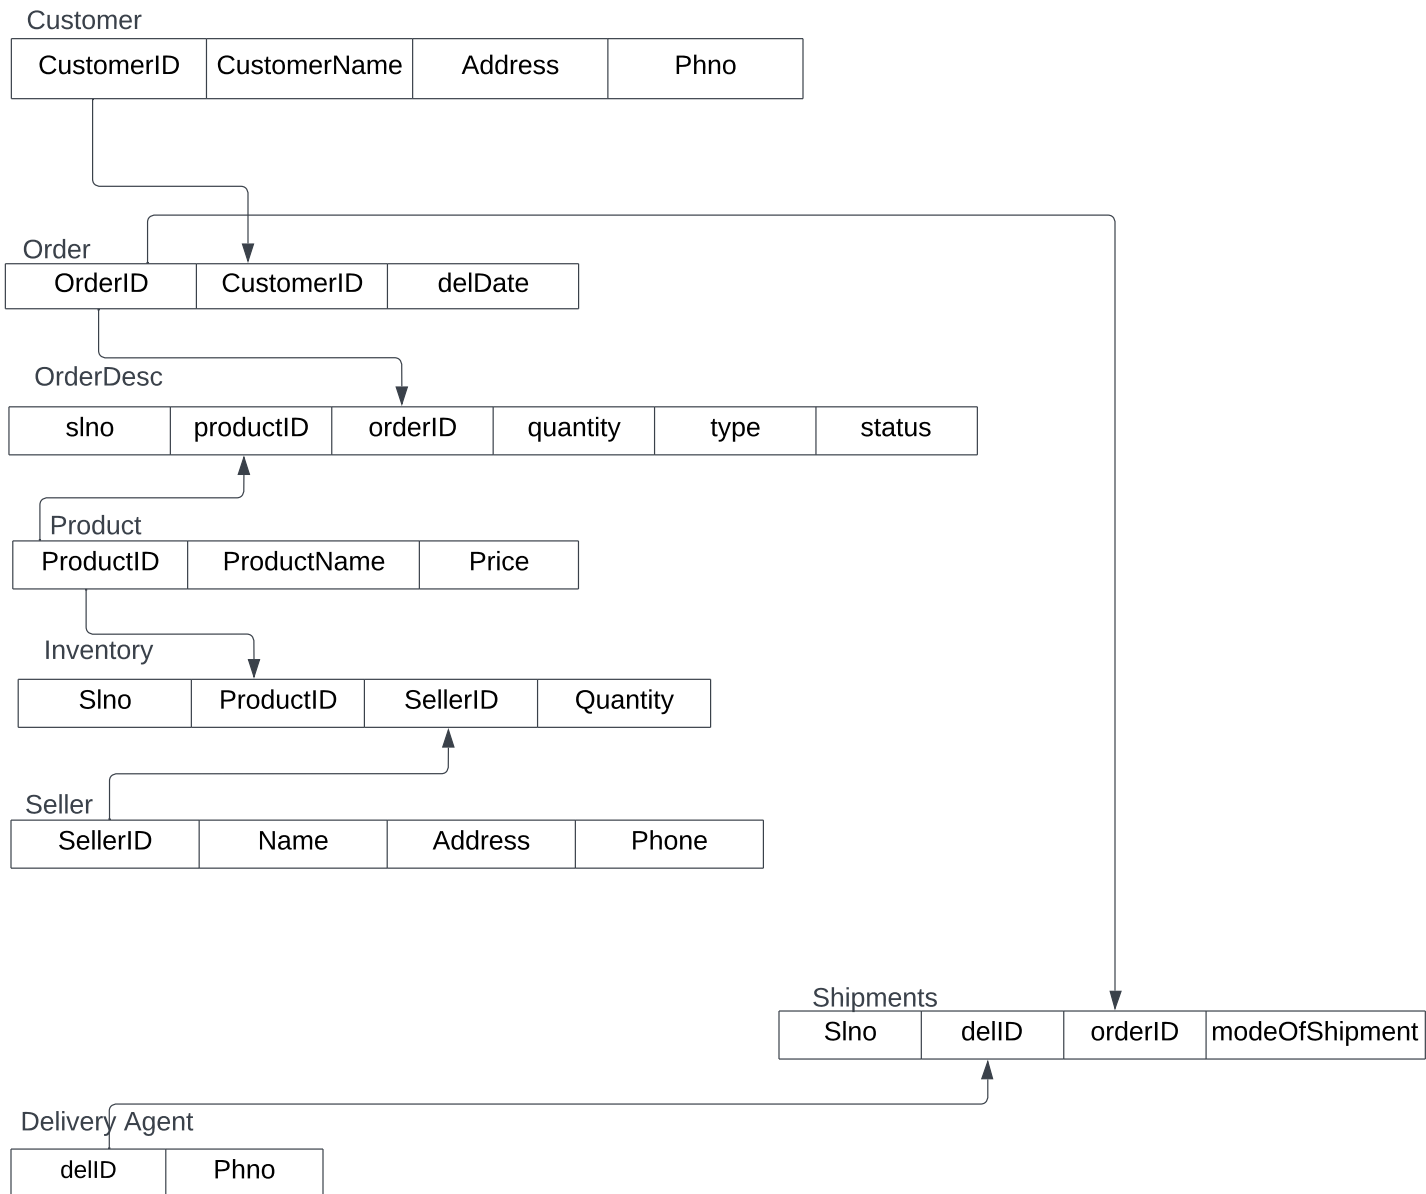 Customer
CustomerID CustomerName Address Phno
Order
OrderID CustomerID delDate
OrderDesc
slno productID orderID quantity type status
Product
ProductID ProductName Price
Inventory
Slno ProductID SellerID Quantity
Seller
SellerID Name Address Phone
Shipments
Slno delID orderID modeOfShipment
Delivery Agent
delID Phno